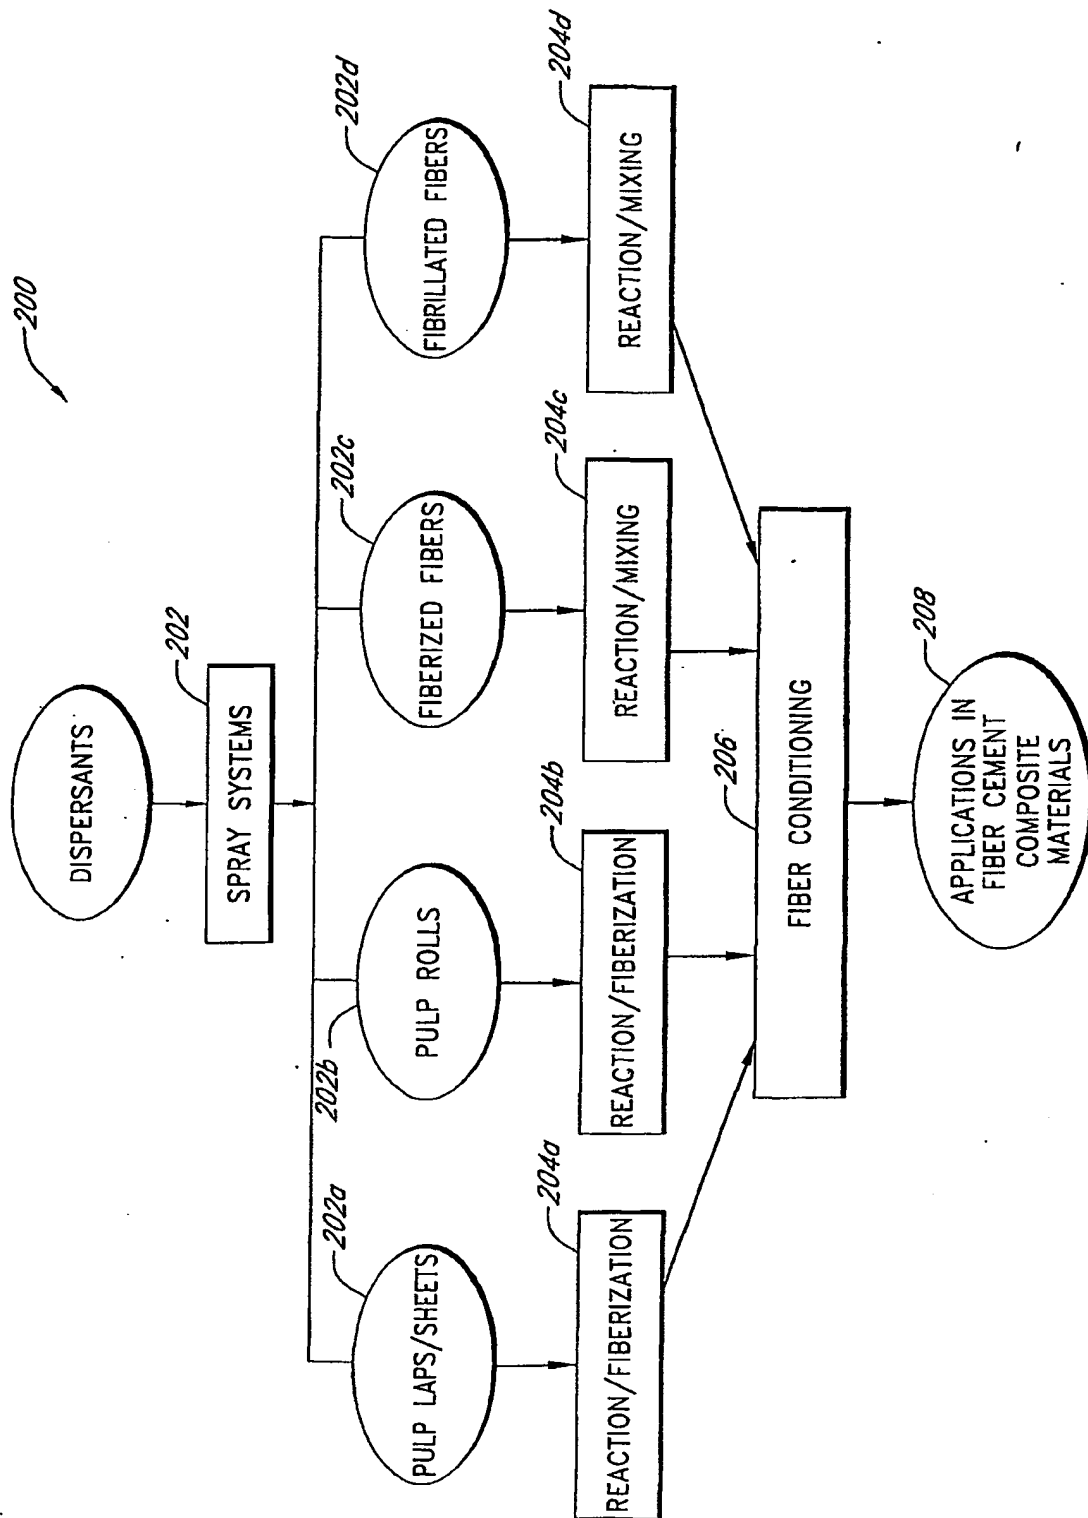 200
DISPERSANTS
202
SPRAY SYSTEMS
202a
PULP LAPS/SHEETS
202b
PULP ROLLS
202c
FIBERIZED FIBERS
202d
FIBRILLATED FIBERS
204a
REACTION/FIBERIZATION
204b
REACTION/FIBERIZATION
204c
REACTION/MIXING
204d
REACTION/MIXING
206
FIBER CONDITIONING
208
APPLICATIONS IN
FIBER CEMENT
COMPOSITE
MATERIALS